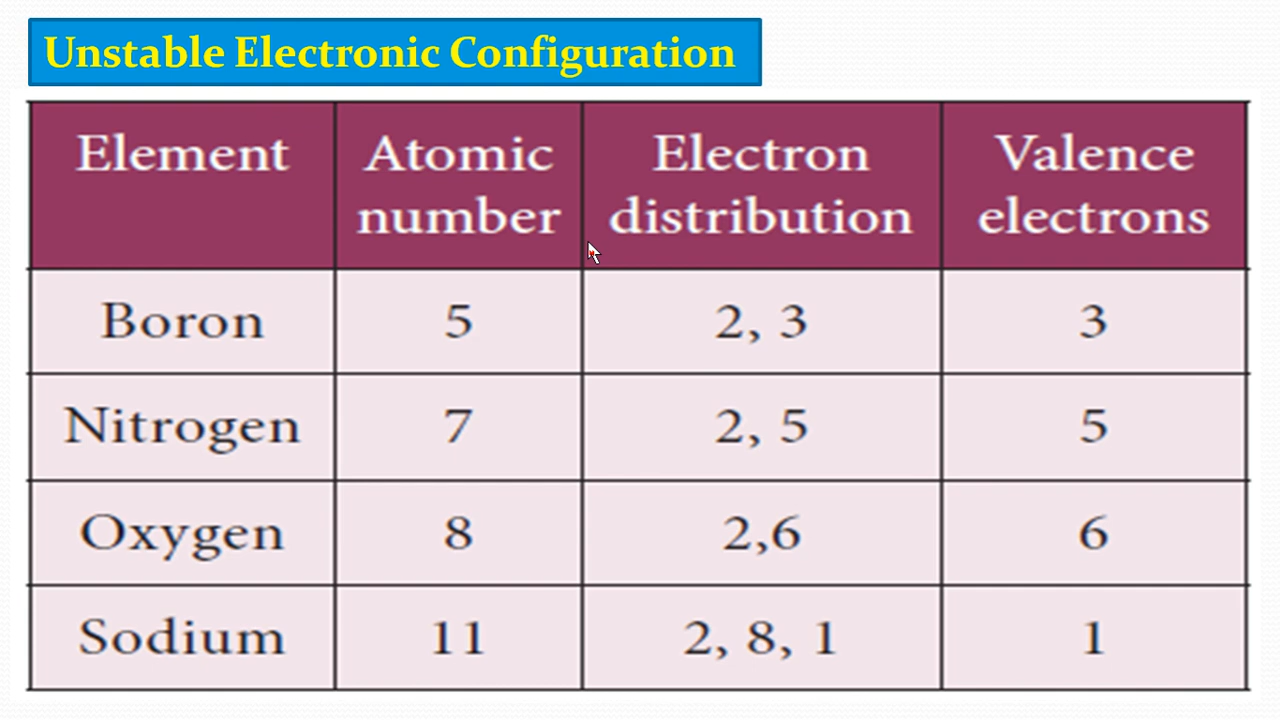 Unstable Electronic Configuration
Element Atomic number Electron distribution Valence electrons
Boron 5 2, 3 3
Nitrogen 7 2, 5 5
Oxygen 8 2,6 6
Sodium 11 2, 8, 1 1